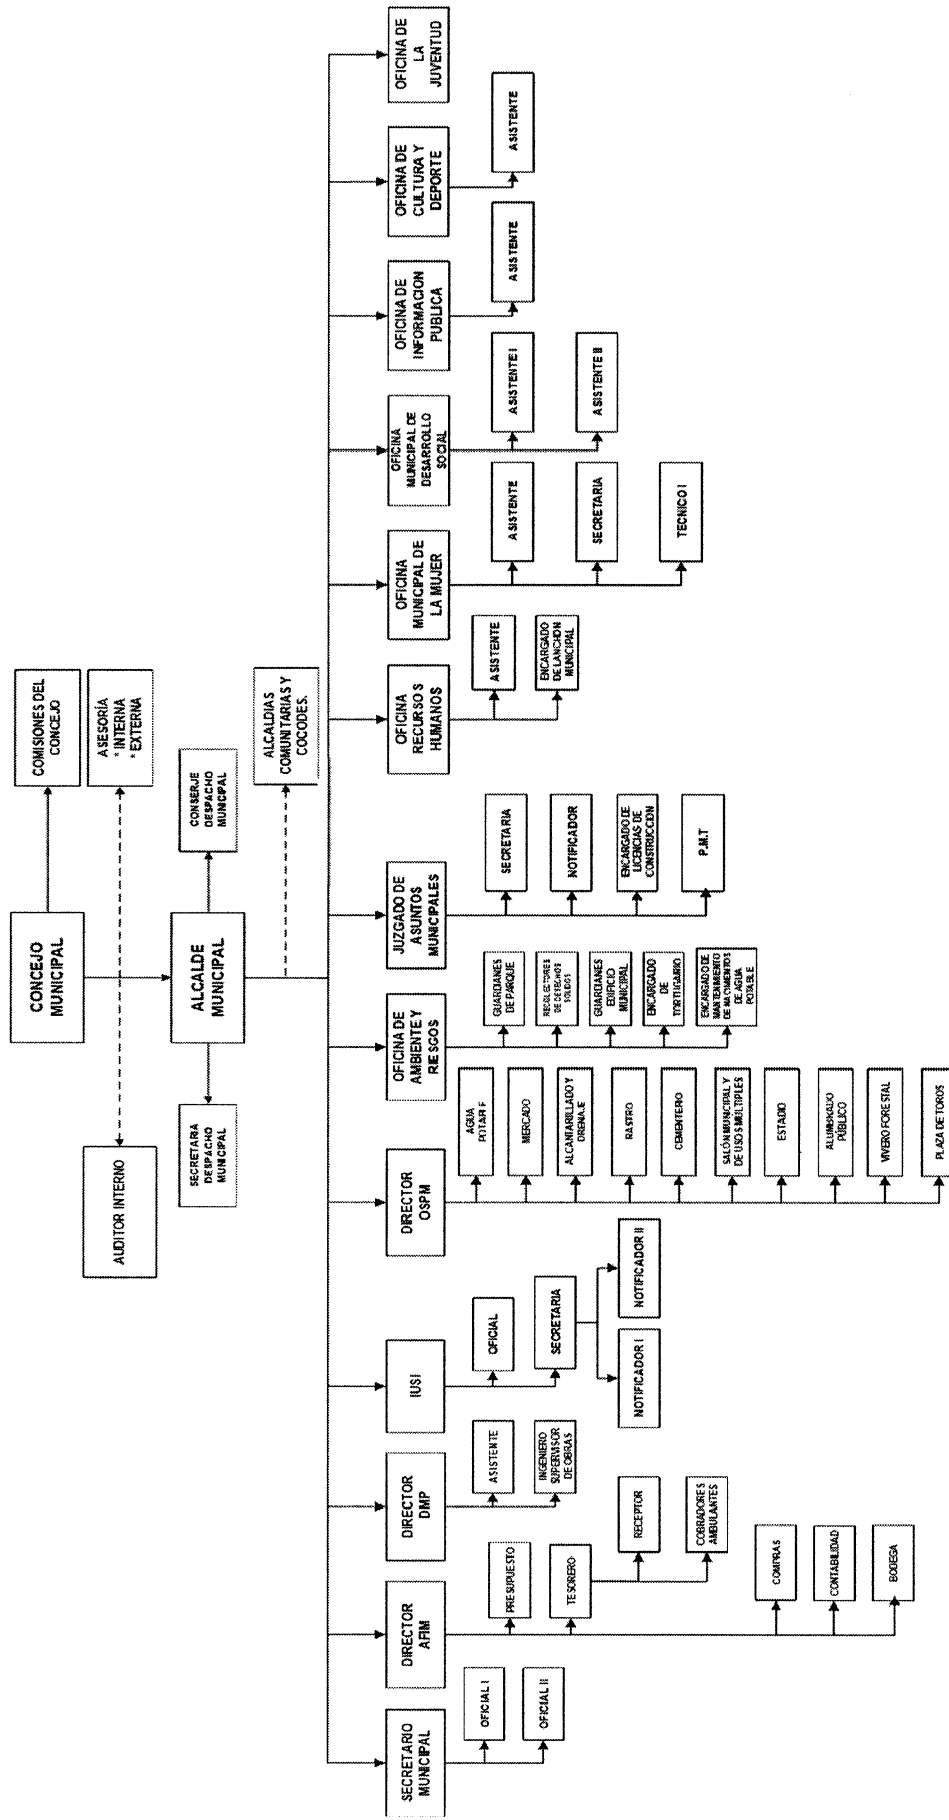 CONCEJO
MUNICIPAL
COMISIONES DEL
CONCEJO
AUDITOR INTERNO
ASESORÍA
* INTERNA
* EXTERNA
SECRETARIA
DESPACHO
MUNICIPAL
ALCALDE
MUNICIPAL
CONSERJE
DESPACHO
MUNICIPAL
ALCALDIAS
COMUNITARIAS Y
COCODES.
SECRETARIO
MUNICIPAL
OFICIAL I
OFICIAL II
DIRECTOR
AFIM
PRESUPUESTO
TESORERO
RECEPTOR
COBRADORES
AMBULANTES
COMPRAS
CONTABILIDAD
BODEGA
DIRECTOR
DMP
ASISTENTE
INGENIERO
SUPERVISOR
DE OBRAS
IUSI
OFICIAL
SECRETARIA
NOTIFICADOR I
NOTIFICADOR II
DIRECTOR
OSPM
AGUA
POTABLE
MERCADO
ALCANTARILLADO Y
DRENAJE
RASTRO
CEMENTERO
SALÓN MUNICIPAL Y
DE USOS MULTIPLES
ESTADIO
ALUMBRADO
PÚBLICO
VIVERO FORESTAL
PLAZA DE TOROS
OFICINA DE
AMBIENTE Y
RIESGOS
GUARDIANES
DE PARQUE
RECOLECTORES
DE DESECHOS
SOLIDOS
GUARDIANES
EDIFICIO
MUNICIPAL
ENCARGADO
DE
TORTUGARIO
ENCARGADO DE
MANTENIMIENTO
DE NACIMIENTOS
DE AGUA
POTABLE
JUZGADO DE
ASUNTOS
MUNICIPALES
SECRETARIA
NOTIFICADOR
ENCARGADO DE
LICENCIAS DE
CONSTRUCCION
P.M.T
OFICINA
RECURSOS
HUMANOS
ASISTENTE
ENCARGADO
DE LANCHON
MUNICIPAL
OFICINA
MUNICIPAL DE
LA MUJER
ASISTENTE
SECRETARIA
TECNICO I
OFICINA
MUNICIPAL DE
DESARROLLO
SOCIAL
ASISTENTE I
ASISTENTE II
OFICINA DE
INFORMACION
PUBLICA
ASISTENTE
OFICINA DE
CULTURA Y
DEPORTE
ASISTENTE
OFICINA DE
LA
JUVENTUD